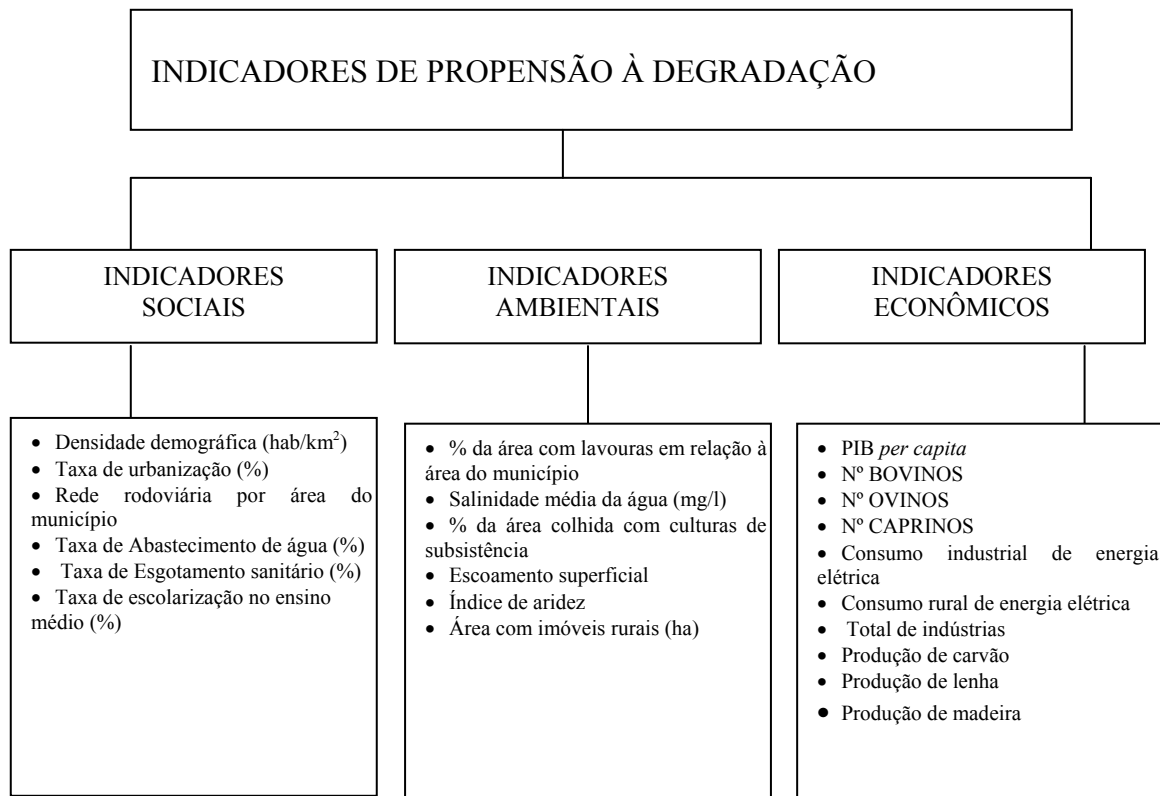 INDICADORES DE PROPENSÃO À DEGRADAÇÃO
INDICADORES
SOCIAIS
INDICADORES
AMBIENTAIS
INDICADORES
ECONÔMICOS
• Densidade demográfica (hab/km²)
• Taxa de urbanização (%)
• Rede rodoviária por área do
município
• Taxa de Abastecimento de água (%)
• Taxa de Esgotamento sanitário (%)
• Taxa de escolarização no ensino
médio (%)
• % da área com lavouras em relação à
área do município
• Salinidade média da água (mg/l)
• % da área colhida com culturas de
subsistência
• Escoamento superficial
• Índice de aridez
• Área com imóveis rurais (ha)
• PIB per capita
• Nº BOVINOS
• Nº OVINOS
• Nº CAPRINOS
• Consumo industrial de energia
elétrica
• Consumo rural de energia elétrica
• Total de indústrias
• Produção de carvão
• Produção de lenha
• Produção de madeira